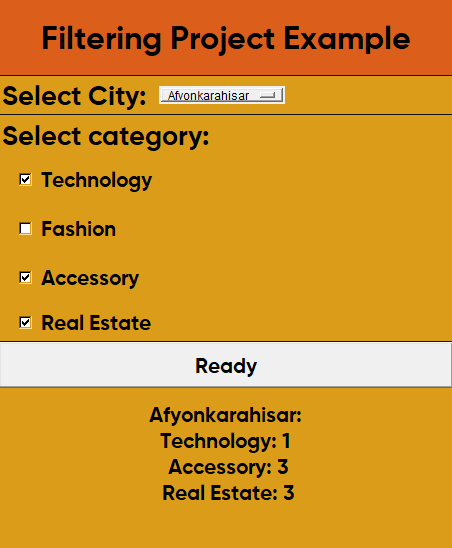 Filtering Project Example
Select City: Afyonkarahisar
Select category:
Technology
Fashion
Accessory
Real Estate
Ready
Afyonkarahisar:
Technology: 1
Accessory: 3
Real Estate: 3